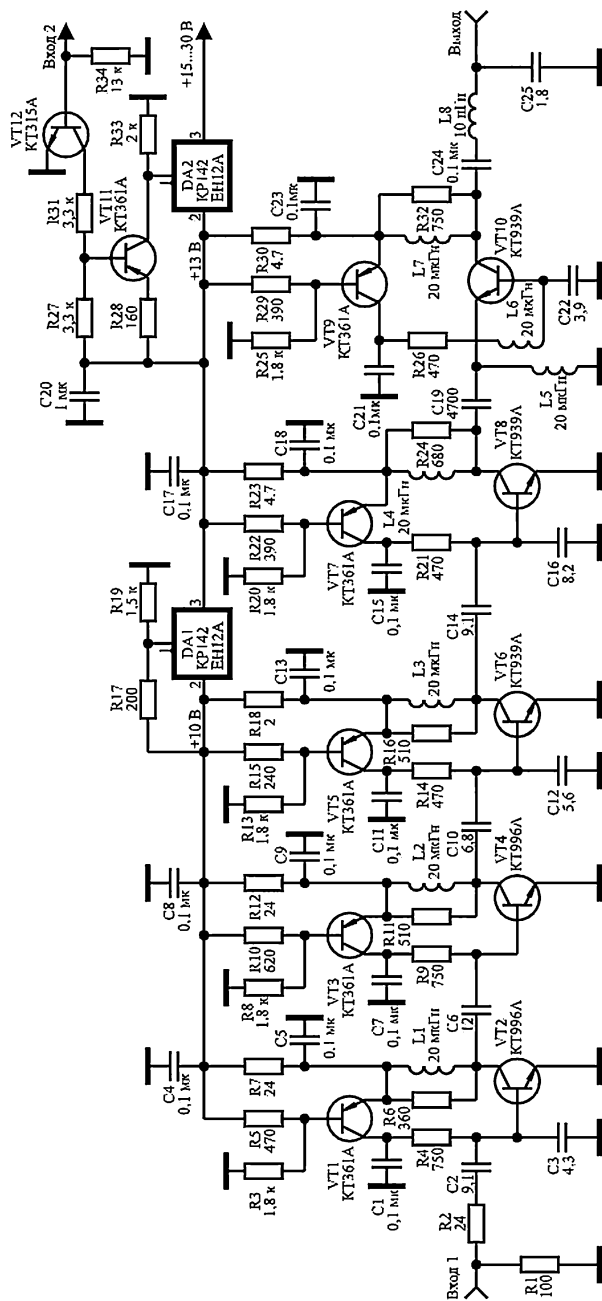 Вход 2
VT12
КТ315А
R34
13 к
R31
3,3 к
R33
2 к
VT11
КТ361А
R27
3,3 к
R28
160
C20
1 мк
+15...30 В
3
DA2
КР142
ЕН12А
2
+13 В
C17
0.1 мк
R19
1,5 к
R17
200
3
DA1
КР142
ЕН12А
2
+10 В
C8
0.1 мк
C4
0,1 мк
R3
1,8 к
R5
470
R7
24
C5
0.1 мк
R8
1.8 к
R10
620
R12
24
C9
0,1 мк
R13
1.8 к
R15
240
R18
2
C13
0,1 мк
R20
1.8 к
R22
390
R23
4.7
C18
0.1 мк
R25
1.8 к
R29
390
R30
4.7
C23
0.1мк
VT1
КТ361А
VT3
КТ361А
VT5
КТ361А
VT7
КТ361А
VT9
КТ361А
C1
0,1 мк
R4
750
R6
360
L1
20 мкГн
C7
0,1 мк
R9
750
R11
510
L2
20 мкГн
C11
0,1 мк
R14
470
R16
510
L3
20 мкГн
C15
0,1 мк
R21
470
L4
20 мкГн
R24
680
C21
0,1мк
R26
470
L7
20 мкГн
R32
750
Вход 1
R1
100
R2
24
C2
9,1
C3
4,3
VT2
КТ996А
C6
12
VT4
КТ996А
C10
6,8
C12
5,6
VT6
КТ939А
C14
9,1
C16
8,2
VT8
КТ939А
C19
4700
L5
20 мкГн
L6
20 мкГн
C22
3,9
VT10
КТ939А
C24
0.1 мк
L8
10 пГн
C25
1,8
Выход